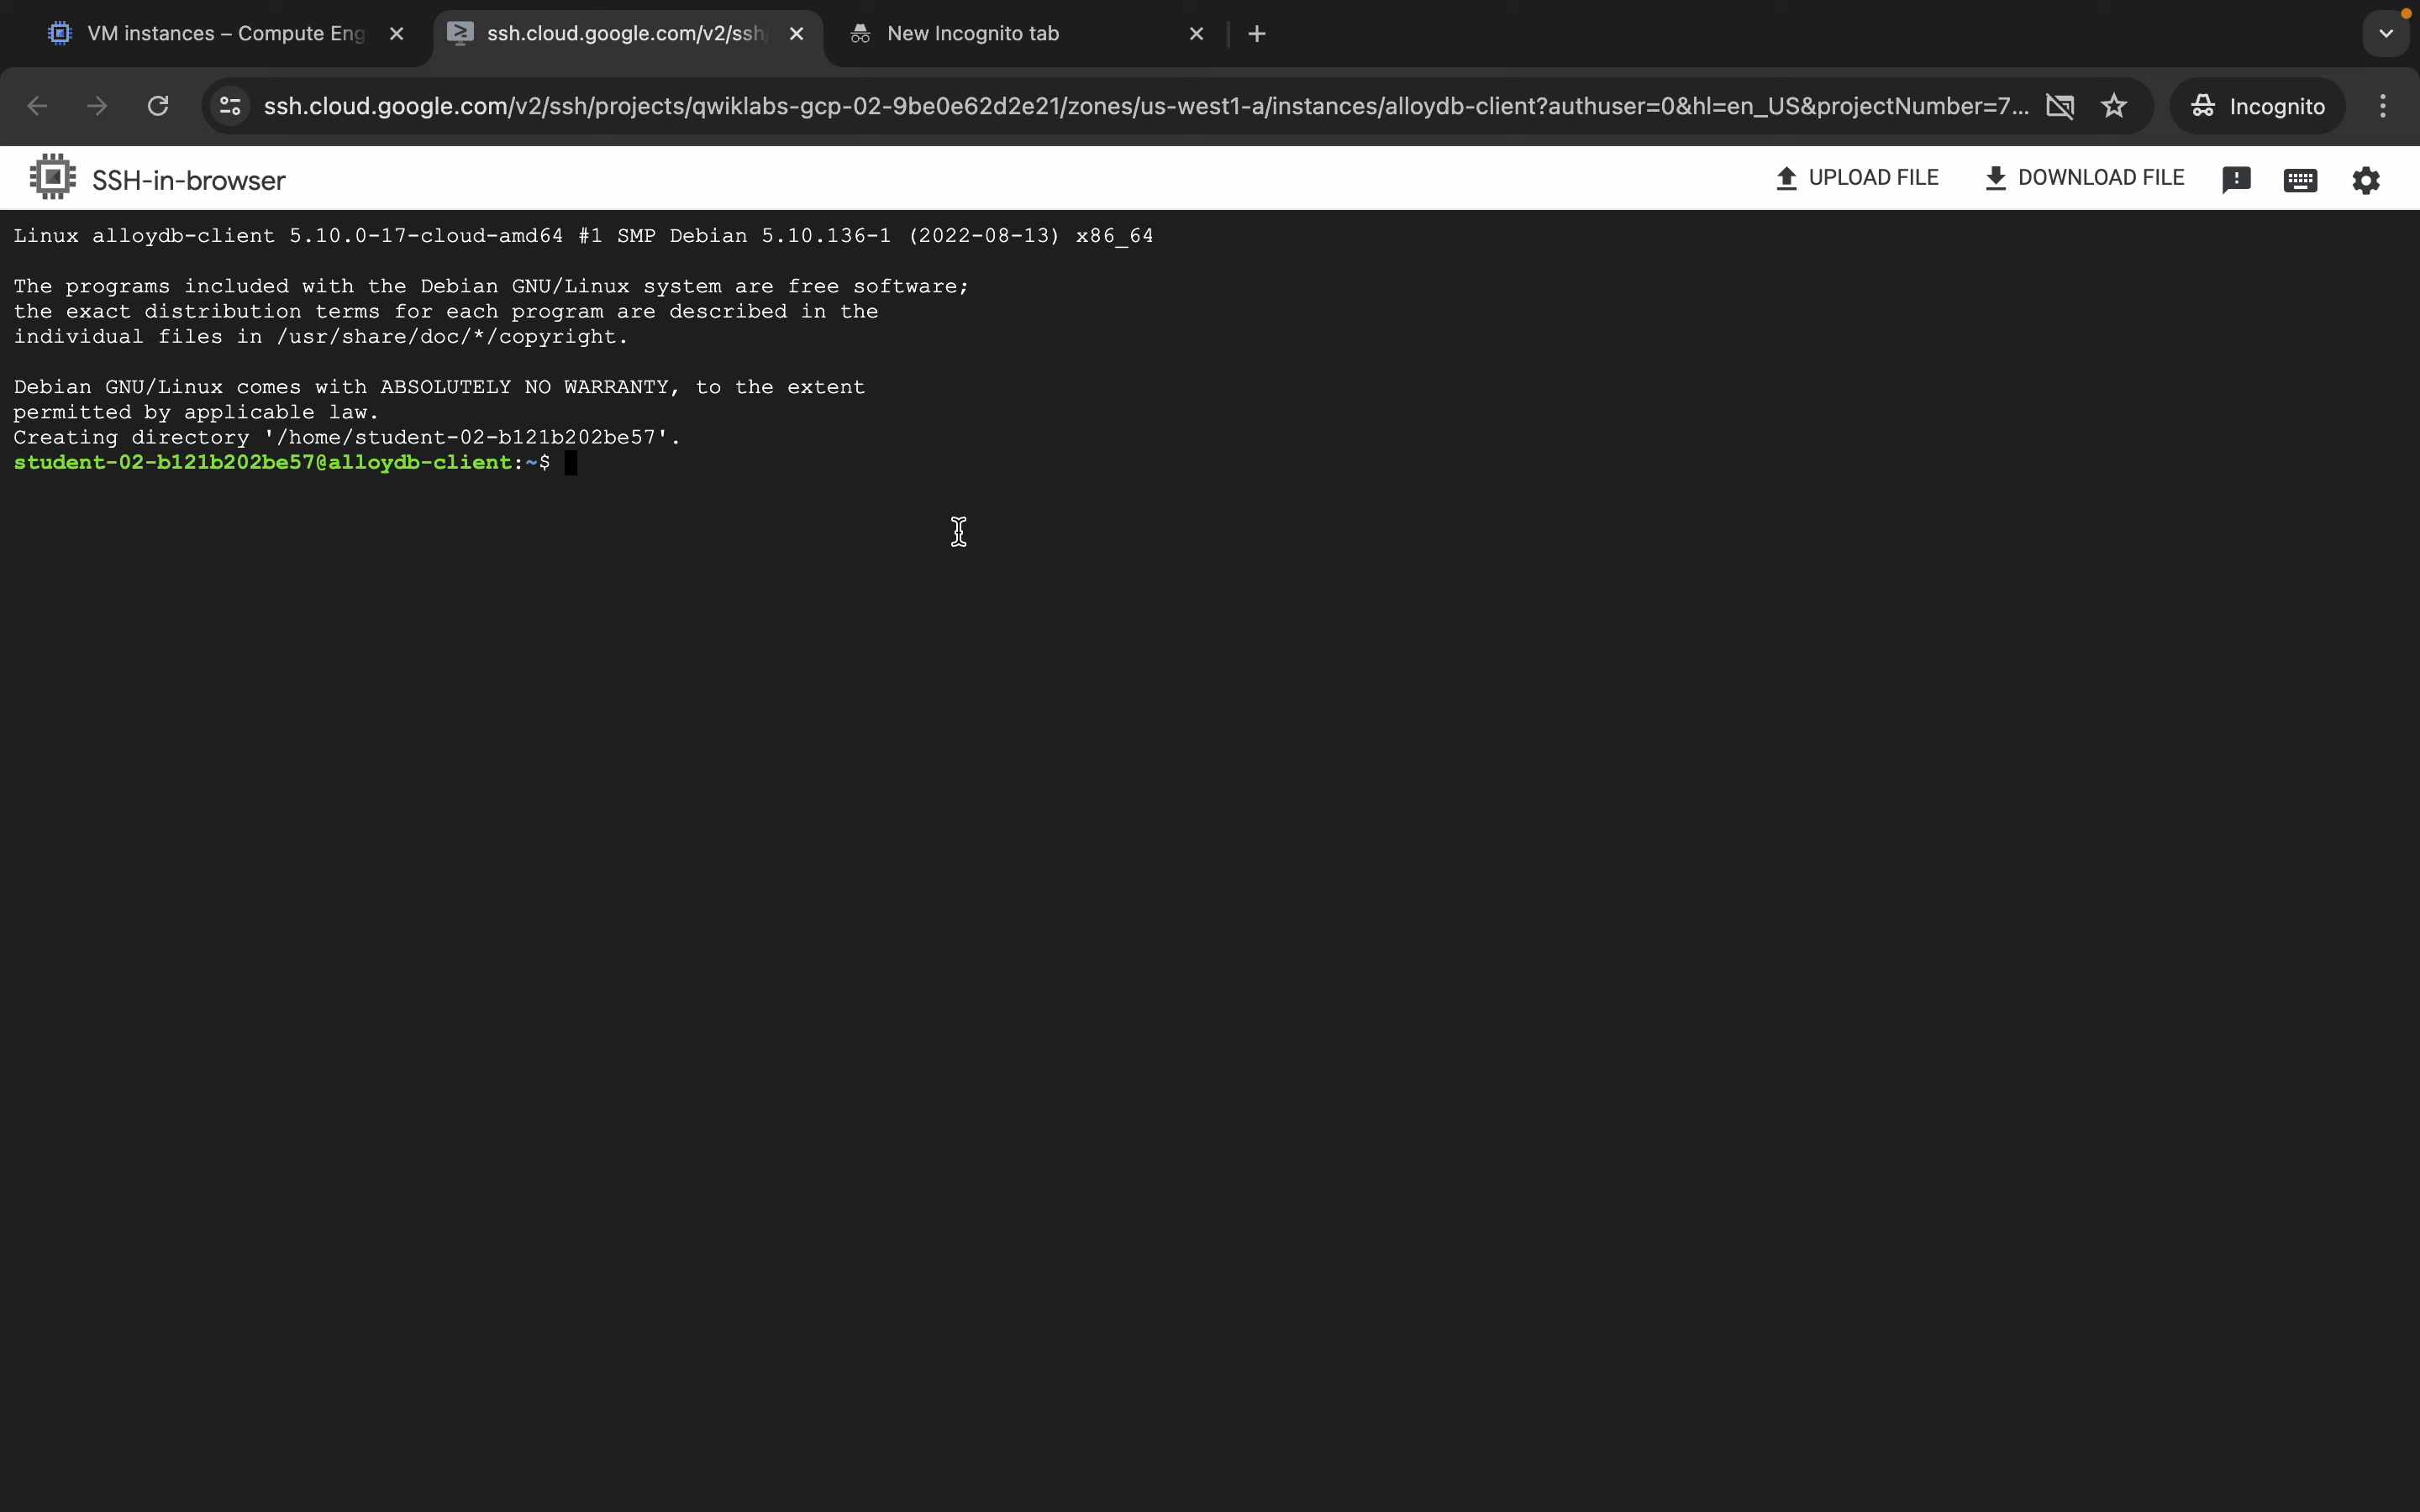 VM instances – Compute Eng
ssh.cloud.google.com/v2/ssh/
New Incognito tab
ssh.cloud.google.com/v2/ssh/projects/qwiklabs-gcp-02-9be0e62d2e21/zones/us-west1-a/instances/alloydb-client?authuser=0&hl=en_US&projectNumber=7...
Incognito
SSH-in-browser
UPLOAD FILE
DOWNLOAD FILE
Linux alloydb-client 5.10.0-17-cloud-amd64 #1 SMP Debian 5.10.136-1 (2022-08-13) x86_64
The programs included with the Debian GNU/Linux system are free software;
the exact distribution terms for each program are described in the
individual files in /usr/share/doc/*/copyright.
Debian GNU/Linux comes with ABSOLUTELY NO WARRANTY, to the extent
permitted by applicable law.
Creating directory '/home/student-02-b121b202be57'.
student-02-b121b202be57@alloydb-client:~$